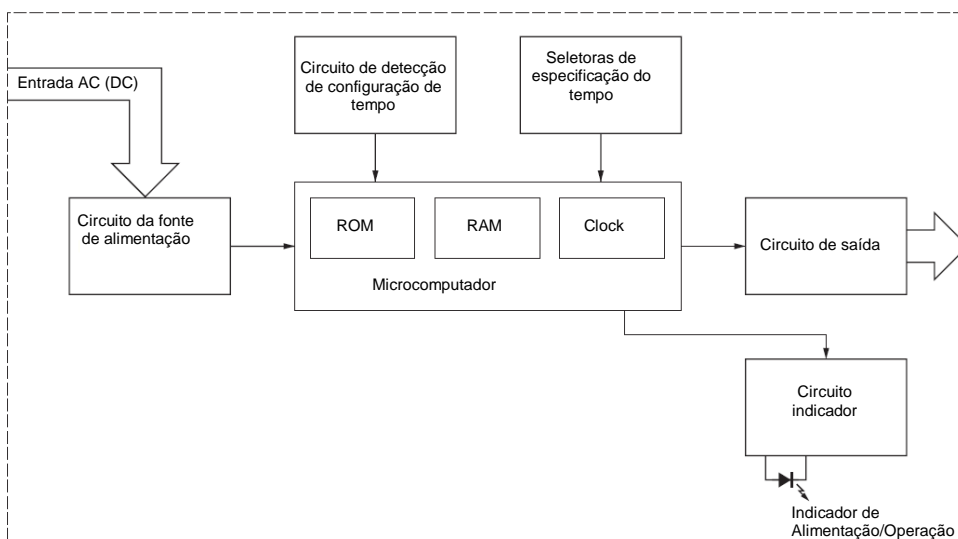 Entrada AC (DC)
Circuito de detecção
de configuração de
tempo
Seletoras de
especificação do
tempo
Circuito da fonte
de alimentação
ROM
RAM
Clock
Microcomputador
Circuito de saída
Circuito
indicador
Indicador de
Alimentação/Operação